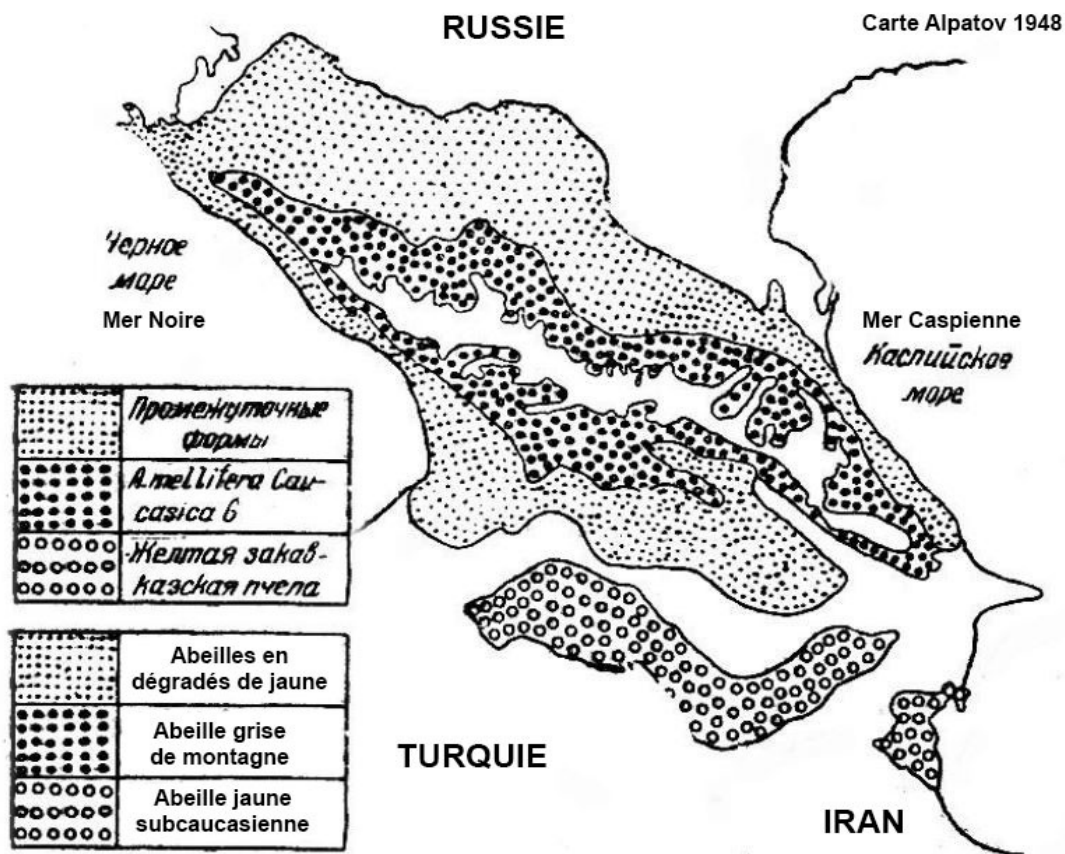 RUSSIE
Carte Alpatov 1948
Черное
море
Mer Noire
Mer Caspienne
Каспийское
море
Промежуточные
формы
A.mellifera Cau-
casica G
Желтая закав-
казская пчела
Abeilles en
dégradés de jaune
Abeille grise
de montagne
Abeille jaune
subcaucasienne
TURQUIE
IRAN